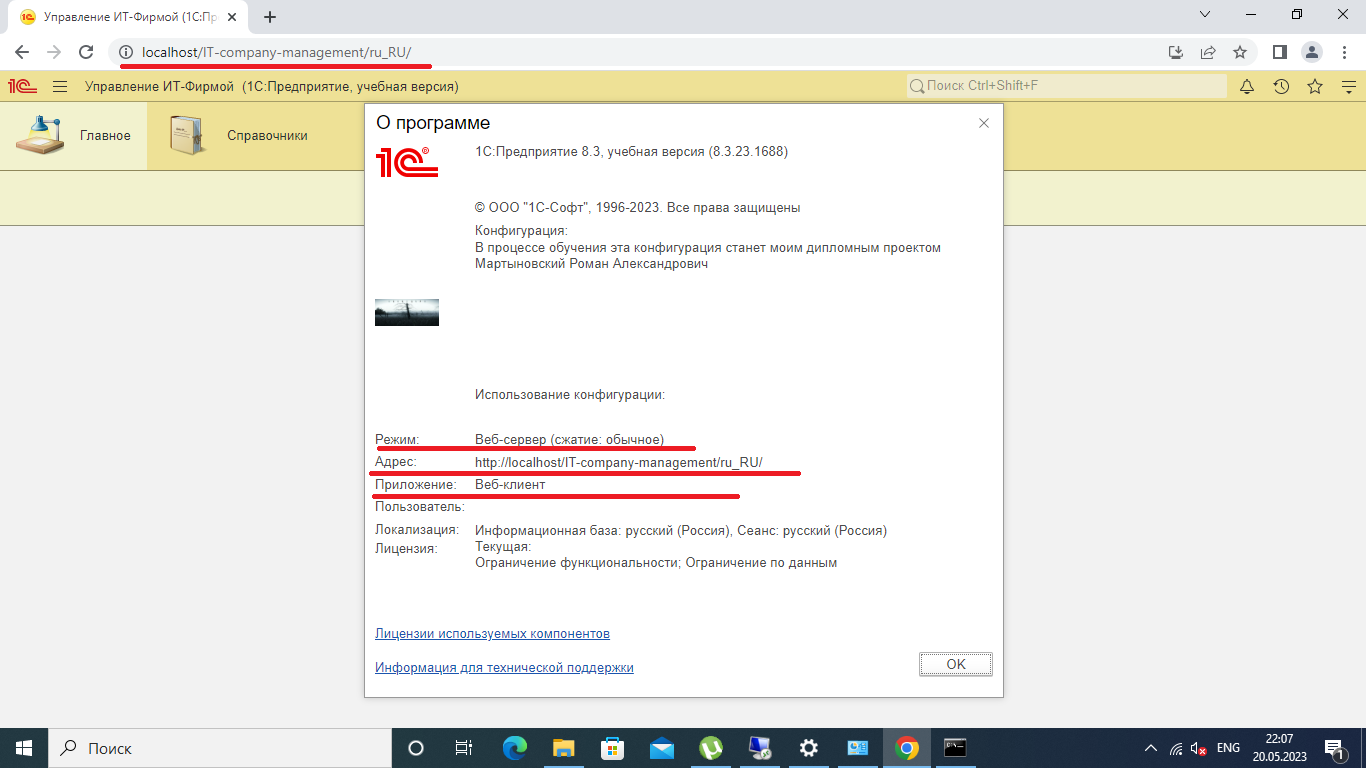 Управление ИТ-Фирмой (1С:Пр
localhost/IT-company-management/ru_RU/
1С Управление ИТ-Фирмой (1С:Предприятие, учебная версия)
Поиск Ctrl+Shift+F
Главное
Справочники
О программе
1С
1С:Предприятие 8.3, учебная версия (8.3.23.1688)
© ООО "1С-Софт", 1996-2023. Все права защищены
Конфигурация:
В процессе обучения эта конфигурация станет моим дипломным проектом
Мартыновский Роман Александрович
Использование конфигурации:
Режим: Веб-сервер (сжатие: обычное)
Адрес: http://localhost/IT-company-management/ru_RU/
Приложение: Веб-клиент
Пользователь:
Локализация: Информационная база: русский (Россия), Сеанс: русский (Россия)
Лицензия: Текущая:
Ограничение функциональности; Ограничение по данным
Лицензии используемых компонентов
Информация для технической поддержки
OK
Поиск
ENG
22:07
20.05.2023
1